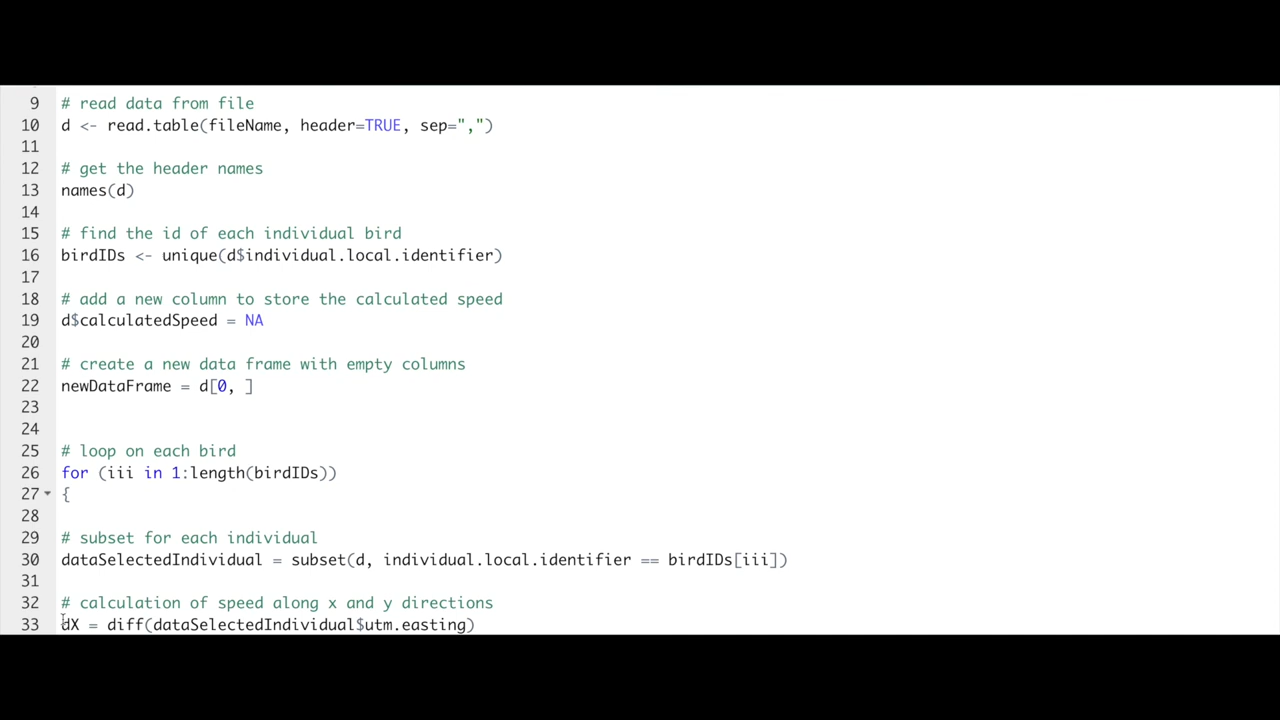 9 # read data from file
10 d <- read.table(fileName, header=TRUE, sep=",")
11
12 # get the header names
13 names(d)
14
15 # find the id of each individual bird
16 birdIDs <- unique(d$individual.local.identifier)
17
18 # add a new column to store the calculated speed
19 d$calculatedSpeed = NA
20
21 # create a new data frame with empty columns
22 newDataFrame = d[0, ]
23
24
25 # loop on each bird
26 for (iii in 1:length(birdIDs))
27 {
28
29 # subset for each individual
30 dataSelectedIndividual = subset(d, individual.local.identifier == birdIDs[iii])
31
32 # calculation of speed along x and y directions
33 dX = diff(dataSelectedIndividual$utm.easting)